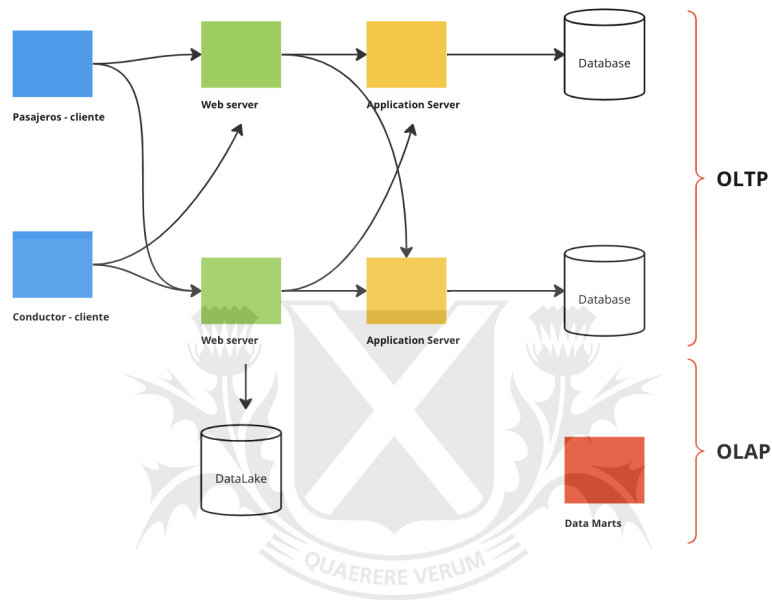 Database
Web server
Application Server
Pasajeros - cliente
OLTP
Database
Conductor - cliente
Web server
Application Server
OLAP
DataLake
Data Marts
QUAERERE VERUM